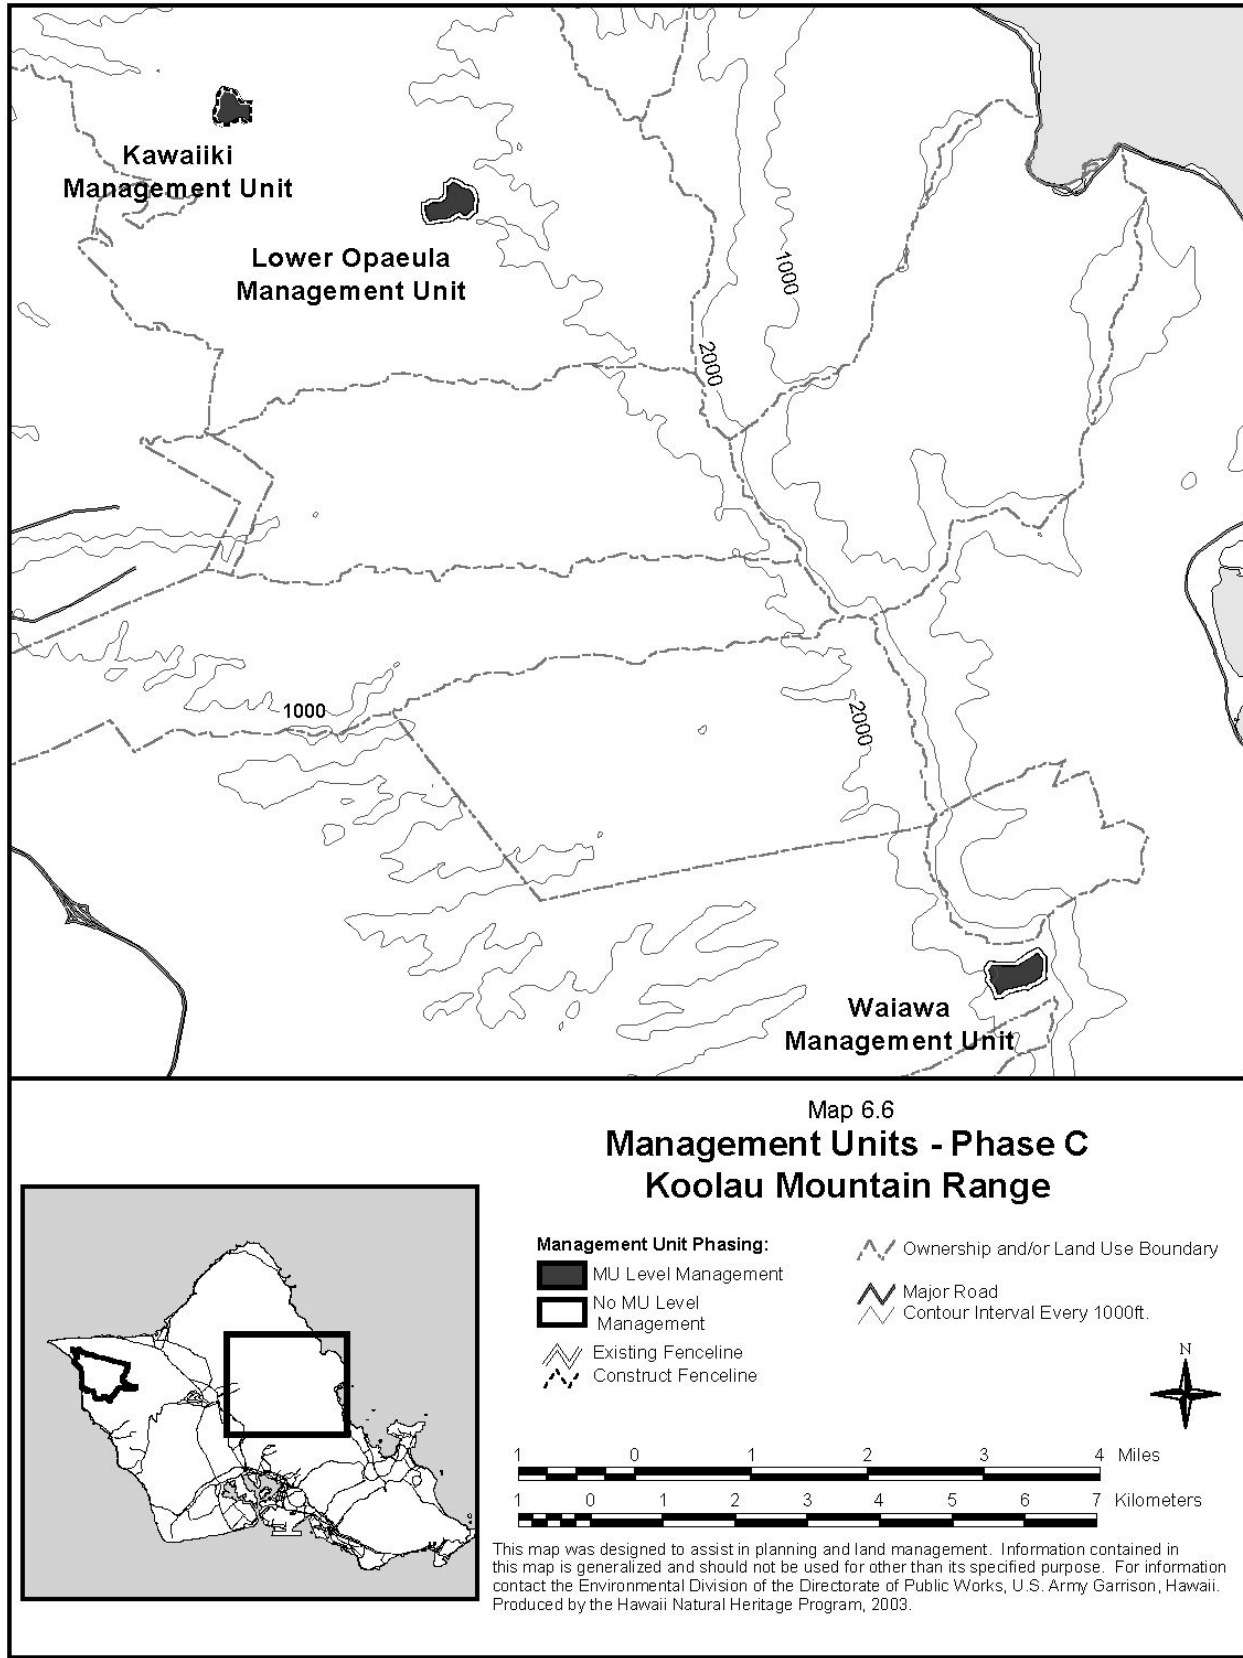 Kawaiiki
Management Unit
Lower Opaeula
Management Unit
1000
2000
1000
2000
Waiawa
Management Unit
Map 6.6
Management Units - Phase C
Koolau Mountain Range
Management Unit Phasing:
MU Level Management
No MU Level
Management
Existing Fenceline
Construct Fenceline
Ownership and/or Land Use Boundary
Major Road
Contour Interval Every 1000ft.
N
1 0 1 2 3 4 Miles
1 0 1 2 3 4 5 6 7 Kilometers
This map was designed to assist in planning and land management. Information contained in
this map is generalized and should not be used for other than its specified purpose. For information
contact the Environmental Division of the Directorate of Public Works, U.S. Army Garrison, Hawaii.
Produced by the Hawaii Natural Heritage Program, 2003.